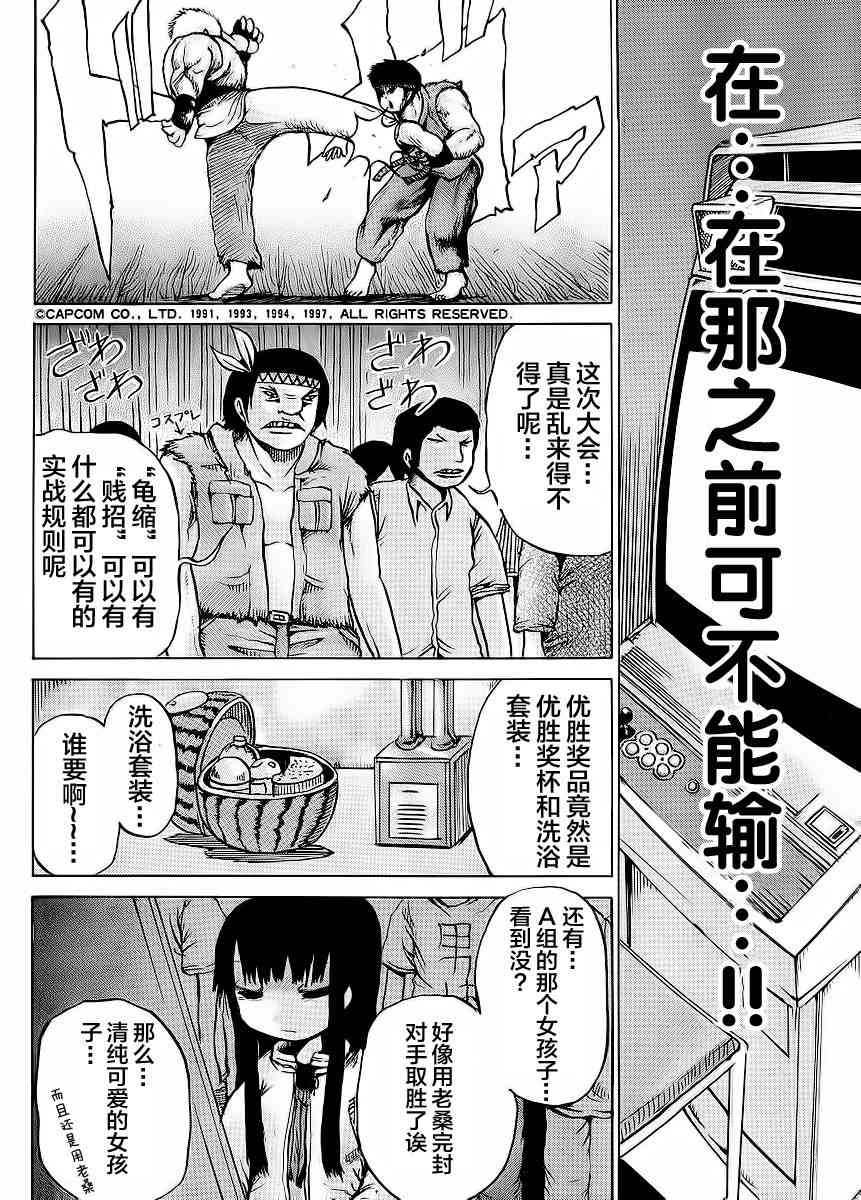 在…在那之前可不能输…!!
©CAPCOM CO., LTD. 1991, 1993, 1994, 1997, ALL RIGHTS RESERVED.
这次大会…
真是乱来得不
得了呢…
ざわ
ざわ
ざわ
ざわ
コスプレ
“龟缩”可以有
“贱招”可以有
什么都可以有的
实战规则呢
优胜奖品竟然是
优胜奖杯和洗浴
套装…
洗浴套装…
谁要啊~~…
还有…
A组的那个女孩子…
看到没?
好像用老桑完封
对手取胜了诶
那么…
清纯可爱的女孩
子…
而且还是用老桑